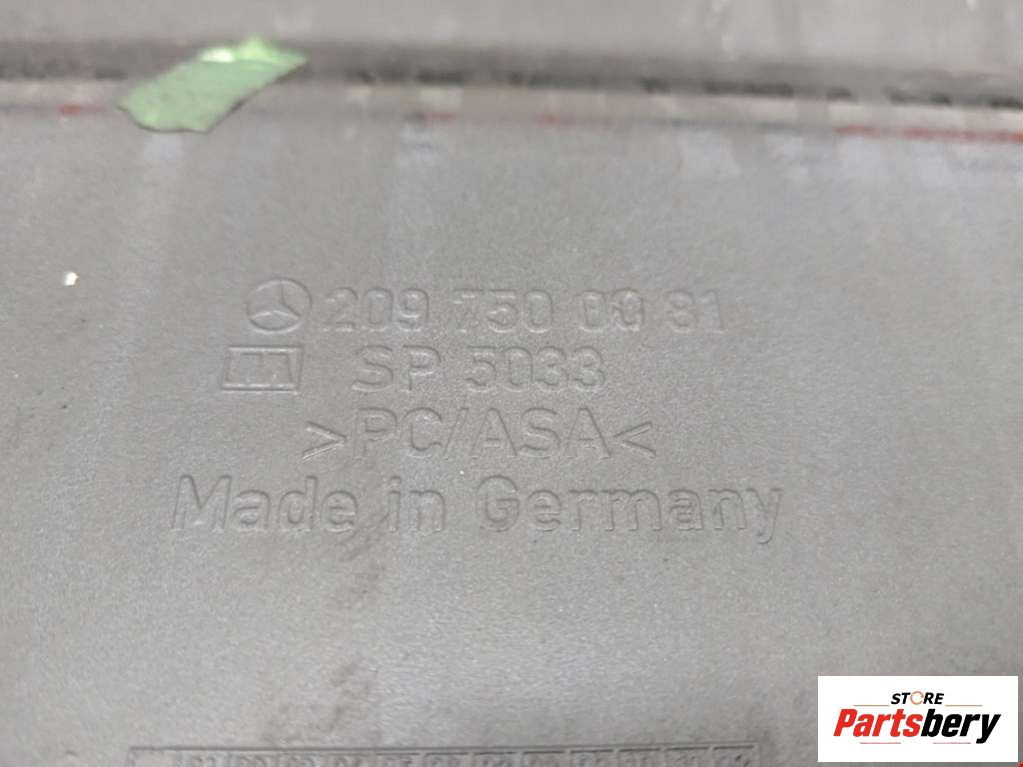 209 750 00 81
SP 5033
>PC/ASA<
Made in Germany
STORE
Partsbery